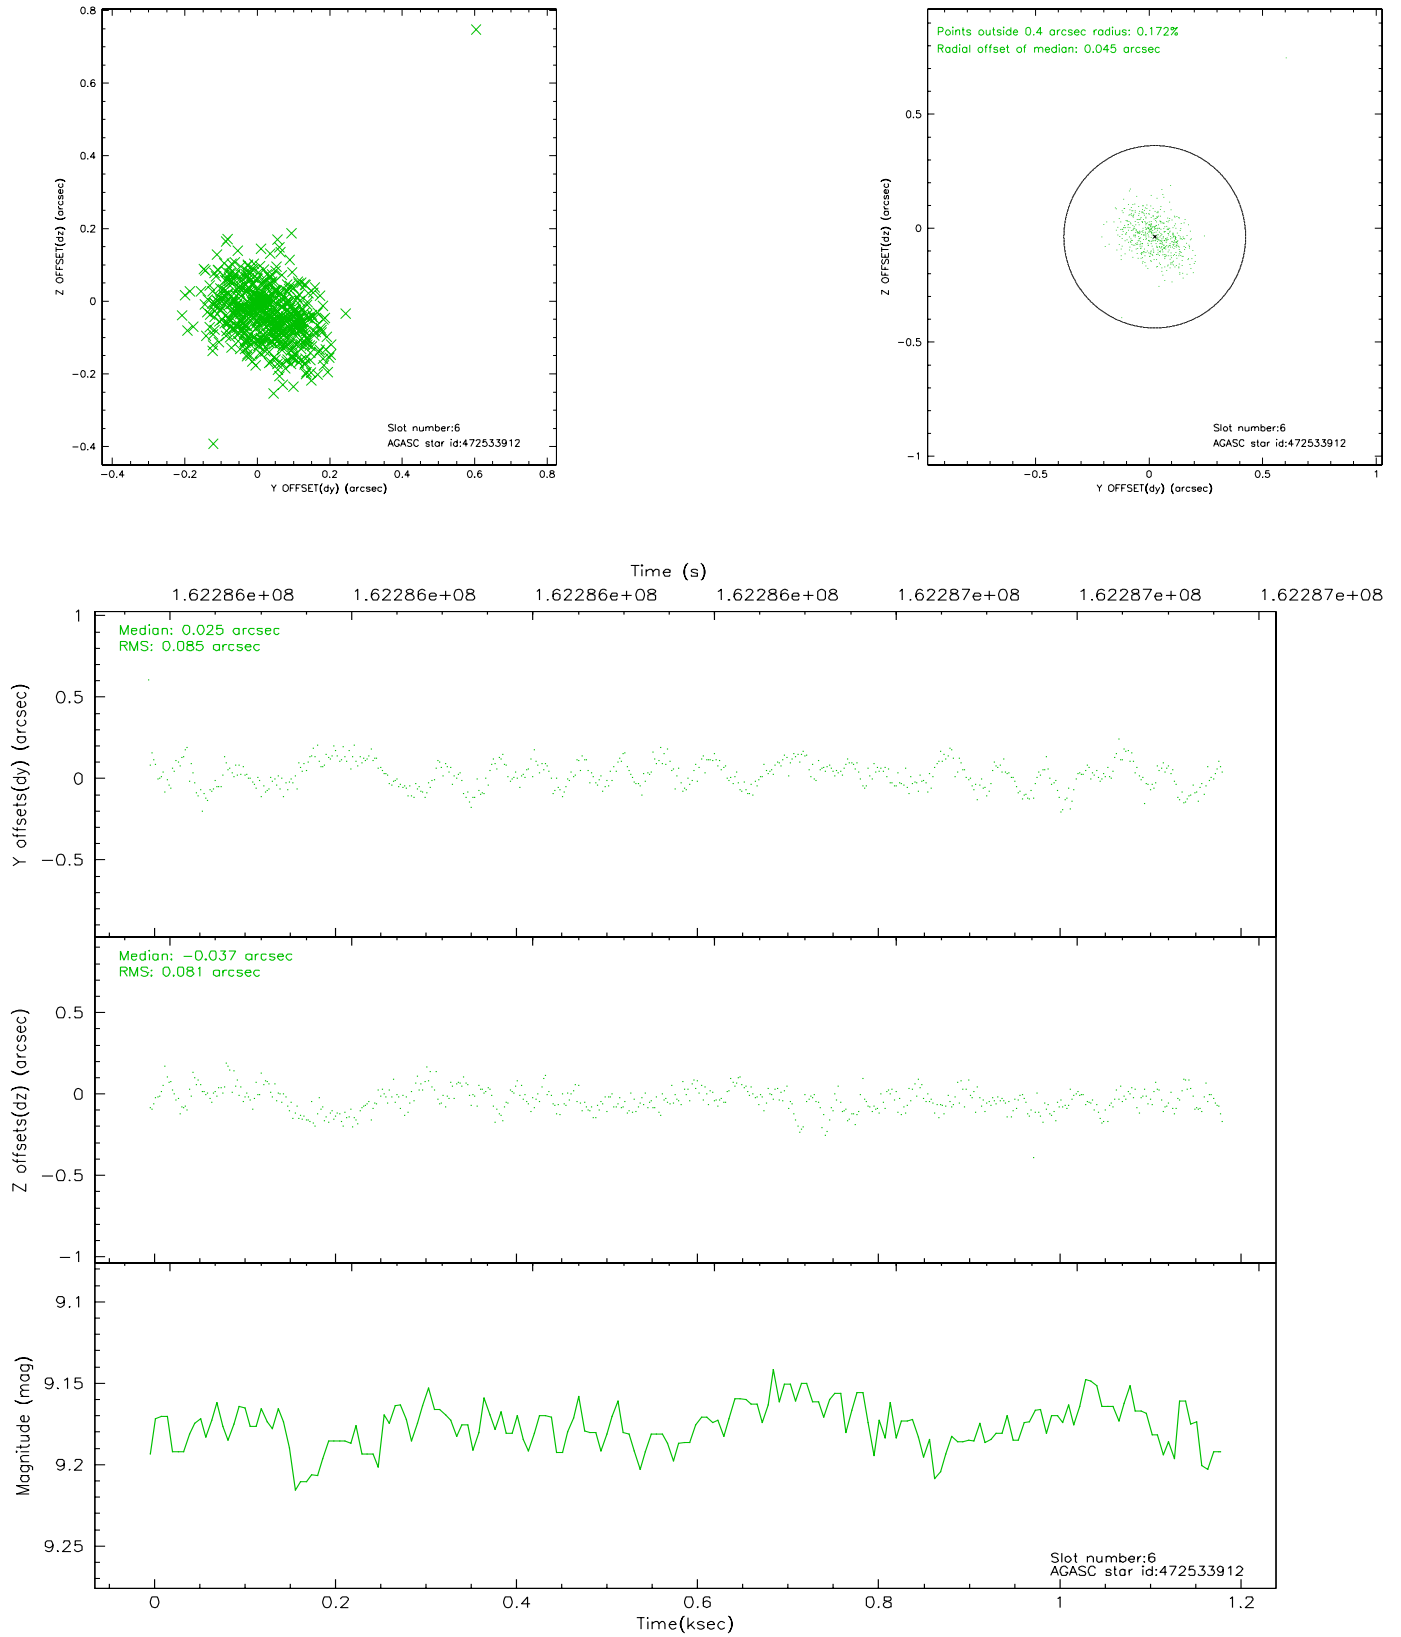 0.8
0.6
0.4
0.2
0
−0.2
−0.4
Z OFFSET(dz) (arcsec)
−0.4 −0.2 0 0.2 0.4 0.6 0.8
Y OFFSET(dy) (arcsec)
Slot number:6
AGASC star id:472533912
Points outside 0.4 arcsec radius: 0.172%
Radial offset of median: 0.045 arcsec
0.5
0
−0.5
−1
Z OFFSET(dz) (arcsec)
−0.5 0 0.5 1
Y OFFSET(dy) (arcsec)
Slot number:6
AGASC star id:472533912
Time (s)
1.62286e+08 1.62286e+08 1.62286e+08 1.62286e+08 1.62287e+08 1.62287e+08 1.62287e+08
Median: 0.025 arcsec
RMS: 0.085 arcsec
1
0.5
0
−0.5
Y offsets(dy) (arcsec)
Median: −0.037 arcsec
RMS: 0.081 arcsec
0.5
0
−0.5
−1
Z offsets(dz) (arcsec)
9.1
9.15
9.2
9.25
Magnitude (mag)
Slot number:6
AGASC star id:472533912
0 0.2 0.4 0.6 0.8 1 1.2
Time(ksec)